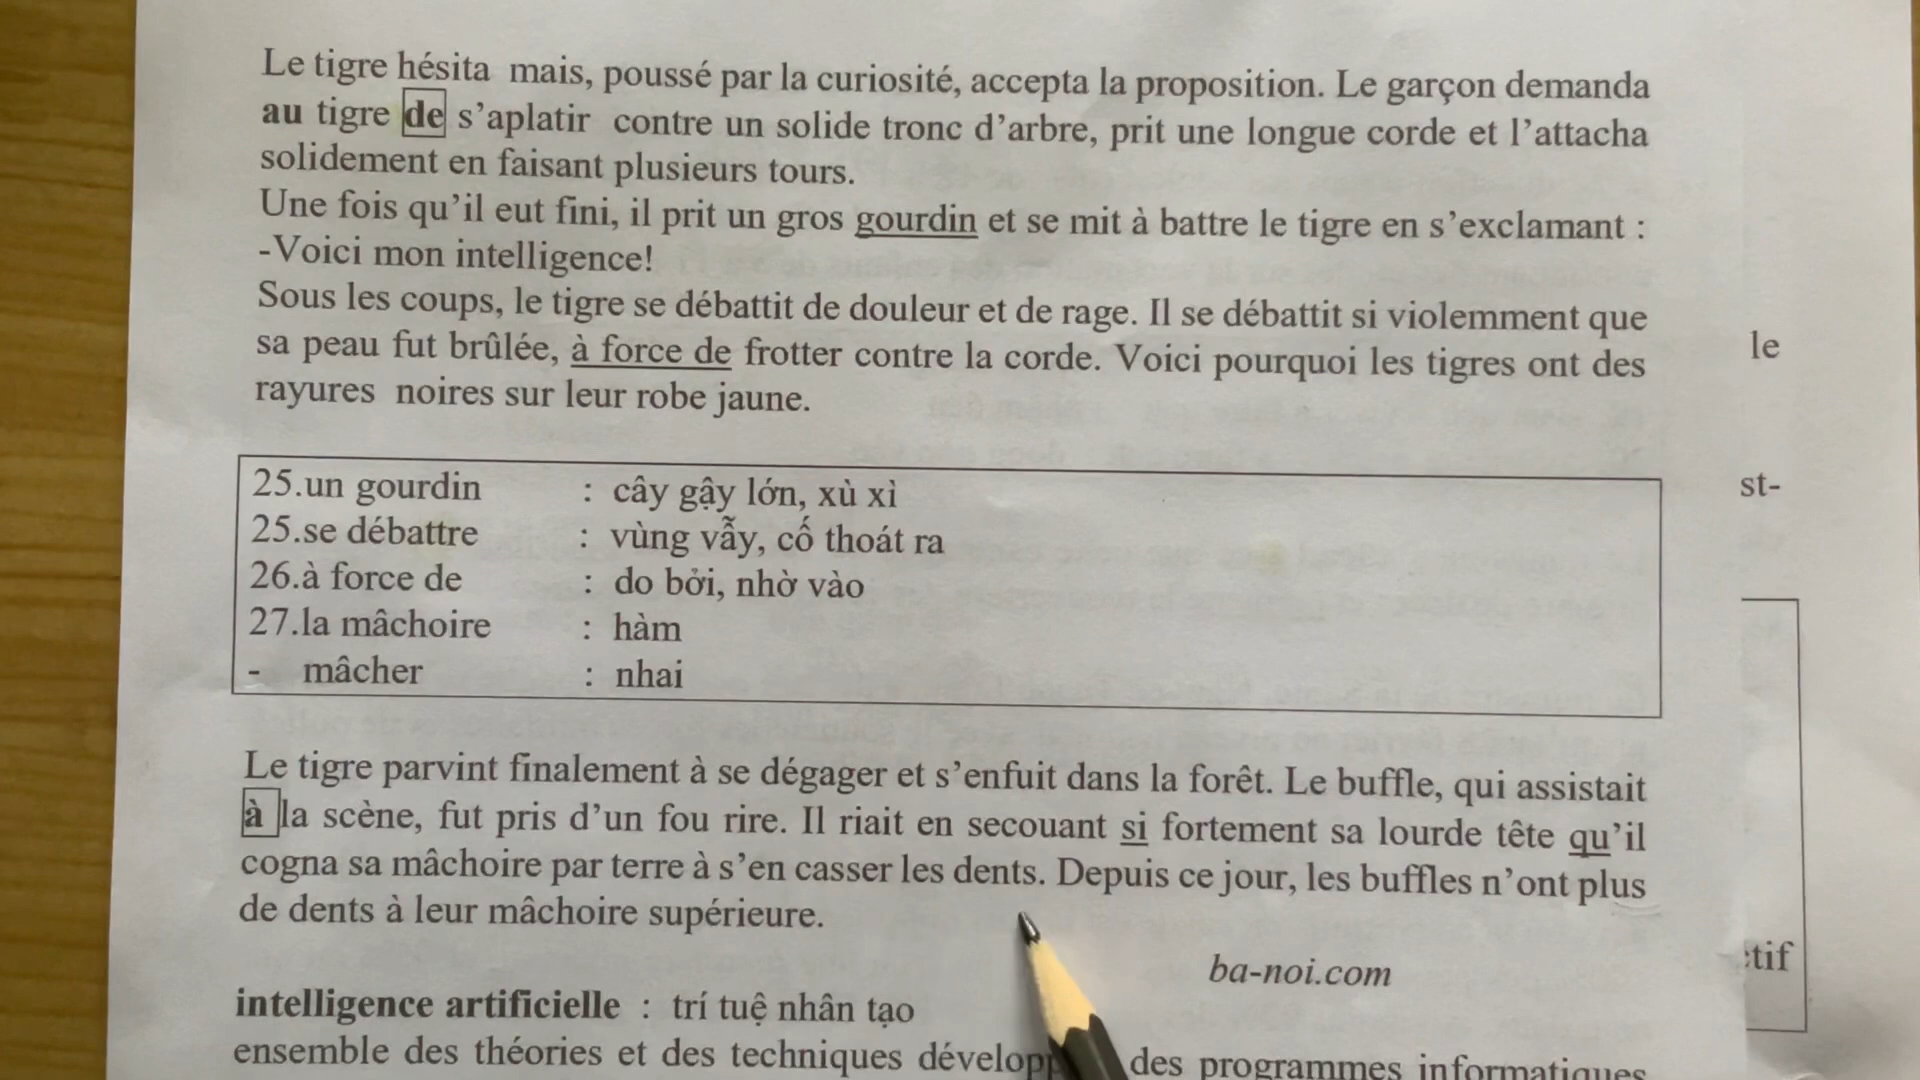 Le tigre hésita mais, poussé par la curiosité, accepta la proposition. Le garçon demanda
au tigre de s’aplatir contre un solide tronc d’arbre, prit une longue corde et l’attacha
solidement en faisant plusieurs tours.
Une fois qu’il eut fini, il prit un gros gourdin et se mit à battre le tigre en s’exclamant :
-Voici mon intelligence!
Sous les coups, le tigre se débattit de douleur et de rage. Il se débattit si violemment que
sa peau fut brûlée, à force de frotter contre la corde. Voici pourquoi les tigres ont des
rayures noires sur leur robe jaune.
le
st-
25.un gourdin : cây gậy lớn, xù xì
25.se débattre : vùng vẫy, cố thoát ra
26.à force de : do bởi, nhờ vào
27.la mâchoire : hàm
- mâcher : nhai
Le tigre parvint finalement à se dégager et s’enfuit dans la forêt. Le buffle, qui assistait
à la scène, fut pris d’un fou rire. Il riait en secouant si fortement sa lourde tête qu’il
cogna sa mâchoire par terre à s’en casser les dents. Depuis ce jour, les buffles n’ont plus
de dents à leur mâchoire supérieure.
tif
ba-noi.com
intelligence artificielle : trí tuệ nhân tạo
ensemble des théories et des techniques des programmes informatiques